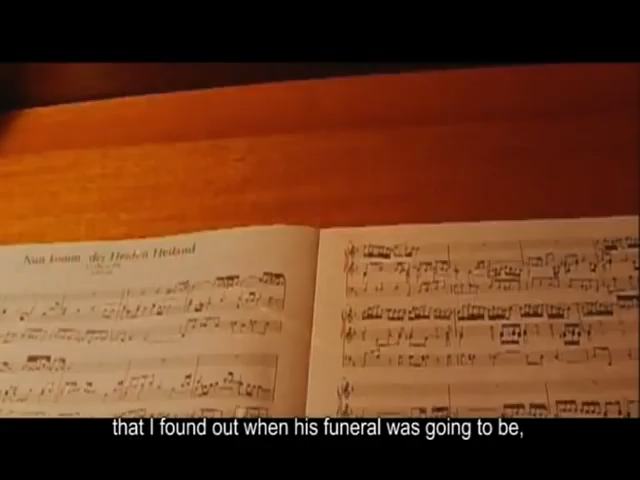 Nun komm der Heiden Heiland
that I found out when his funeral was going to be,